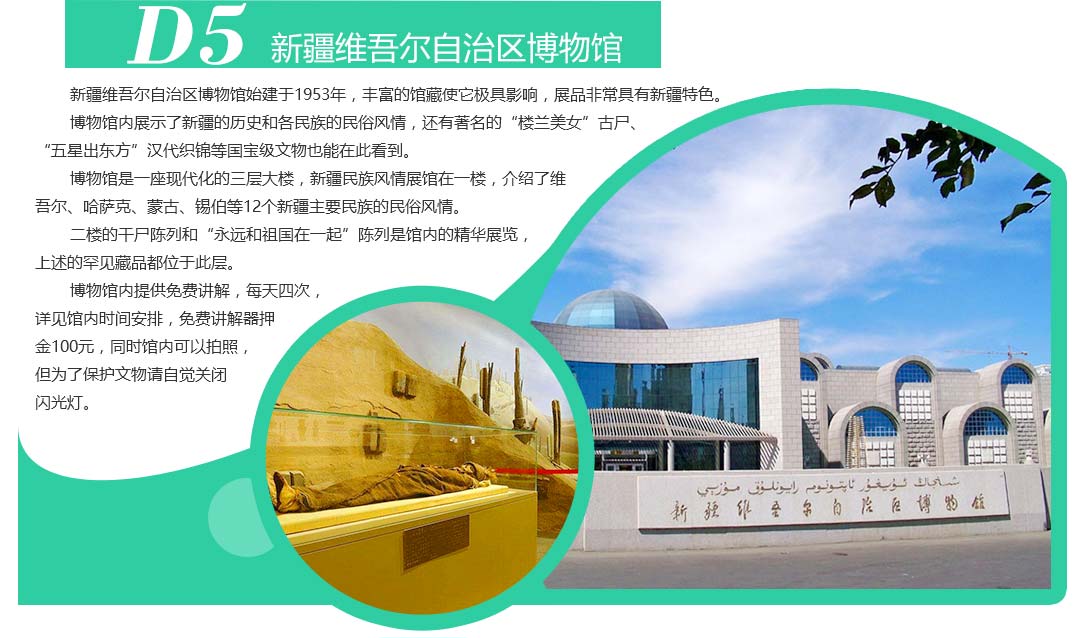 D5 新疆维吾尔自治区博物馆
新疆维吾尔自治区博物馆始建于1953年，丰富的馆藏使它极具影响，展品非常具有新疆特色。
博物馆内展示了新疆的历史和各民族的民俗风情，还有著名的“楼兰美女”古尸、
“五星出东方”汉代织锦等国宝级文物也能在此看到。
博物馆是一座现代化的三层大楼，新疆民族风情展馆在一楼，介绍了维
吾尔、哈萨克、蒙古、锡伯等12个新疆主要民族的民俗风情。
二楼的干尸陈列和“永远和祖国在一起”陈列是馆内的精华展览，
上述的罕见藏品都位于此层。
博物馆内提供免费讲解，每天四次，
详见馆内时间安排，免费讲解器押
金100元，同时馆内可以拍照，
但为了保护文物请自觉关闭
闪光灯。
شىنجاڭ ئۇيغۇر ئاپتونوم رايونلۇق مۇزېي
新疆维吾尔自治区博物馆